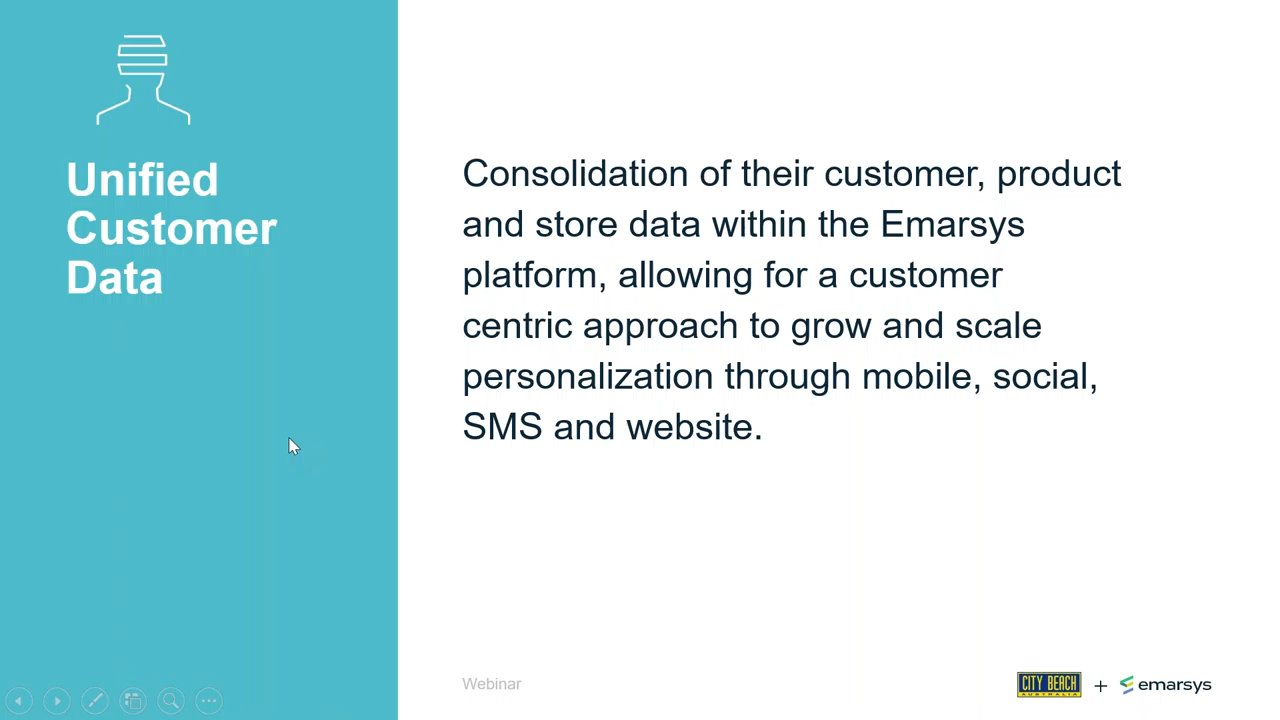 Unified
Customer
Data
Consolidation of their customer, product
and store data within the Emarsys
platform, allowing for a customer
centric approach to grow and scale
personalization through mobile, social,
SMS and website.
Webinar
CITY BEACH
AUSTRALIA
+
emarsys